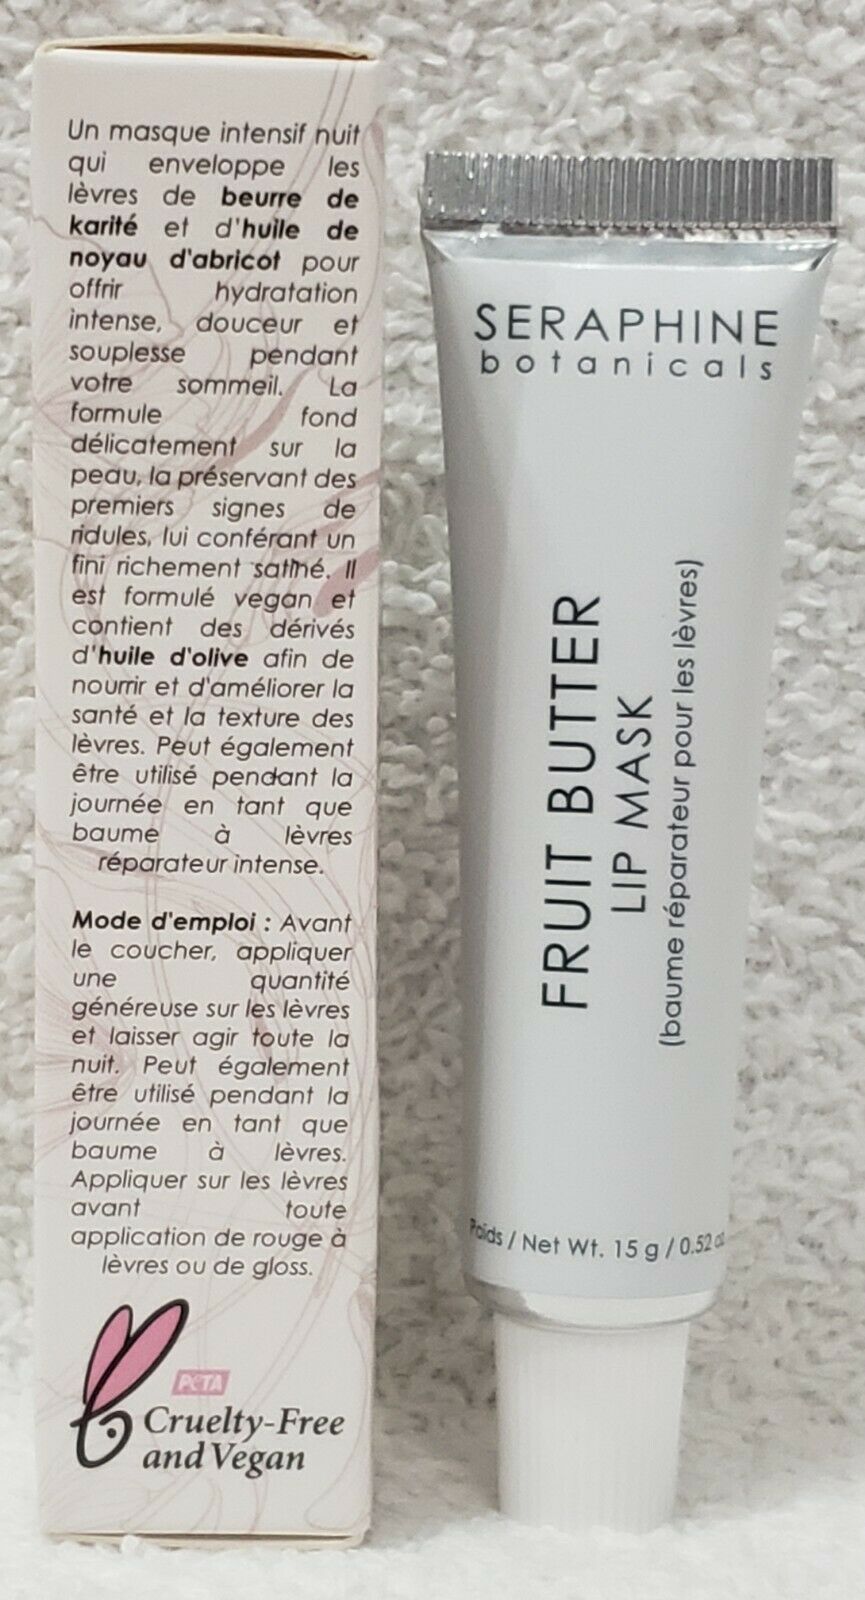 Un masque intensif nuit
qui enveloppe les
lèvres de beurre de
karité et d'huile de
noyau d'abricot pour
offrir hydratation
intense, douceur et
souplesse pendant
votre sommeil. La
formule fond
délicatement sur la
peau, la préservant des
premiers signes de
ridules, lui conférant un
fini richement satiné. Il
est formulé vegan et
contient des dérivés
d'huile d'olive afin de
nourrir et d'améliorer la
santé et la texture des
lèvres. Peut également
être utilisé pendant la
journée en tant que
baume à lèvres
réparateur intense.
Mode d'emploi : Avant
le coucher, appliquer
une quantité
généreuse sur les lèvres
et laisser agir toute la
nuit. Peut également
être utilisé pendant la
journée en tant que
baume à lèvres.
Appliquer sur les lèvres
avant toute
application de rouge à
lèvres ou de gloss.
PETA
Cruelty-Free
and Vegan
SERAPHINE
botanicals
FRUIT BUTTER
LIP MASK
(baume réparateur pour les lèvres)
Poids / Net Wt. 15 g / 0.52 oz